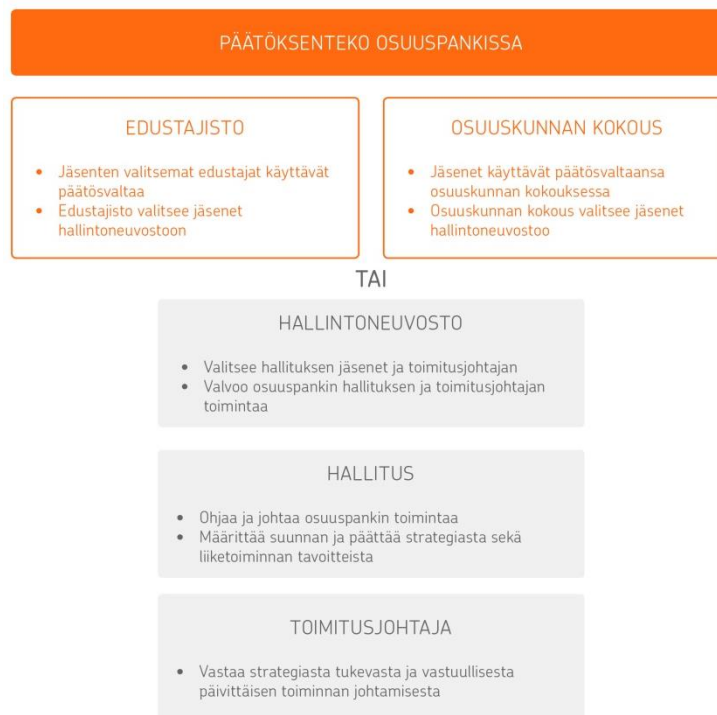 PÄÄTÖKSENTEKO OSUUSPANKISSA
EDUSTAJISTO
• Jäsenten valitsemat edustajat käyttävät
päätösvaltaa
• Edustajisto valitsee jäsenet
hallintoneuvostoon
OSUUSKUNNAN KOKOUS
• Jäsenet käyttävät päätösvaltaansa
osuuskunnan kokouksessa
• Osuuskunnan kokous valitsee jäsenet
hallintoneuvostoo
TAI
HALLINTONEUVOSTO
• Valitsee hallituksen jäsenet ja toimitusjohtajan
• Valvoo osuuspankin hallituksen ja toimitusjohtajan
toimintaa
HALLITUS
• Ohjaa ja johtaa osuuspankin toimintaa
• Määrittää suunnan ja päättää strategiasta sekä
liiketoiminnan tavoitteista
TOIMITUSJOHTAJA
• Vastaa strategiasta tukevasta ja vastuullisesta
päivittäisen toiminnan johtamisesta